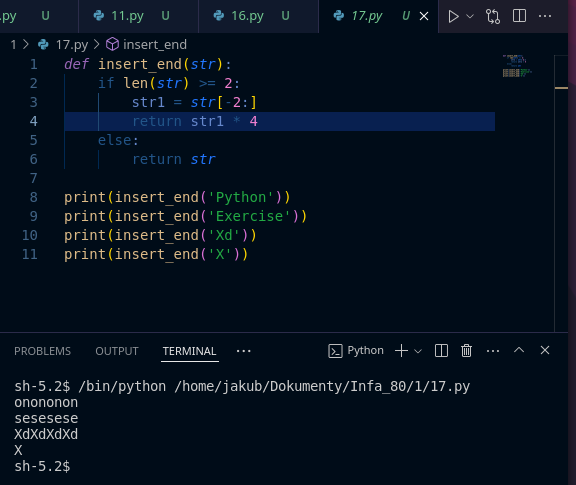 .py U 11.py U 16.py U 17.py U
1 > 17.py > insert_end
1 def insert_end(str):
2 if len(str) >= 2:
3 str1 = str[-2:]
4 return str1 * 4
5 else:
6 return str
7
8 print(insert_end('Python'))
9 print(insert_end('Exercise'))
10 print(insert_end('Xd'))
11 print(insert_end('X'))
PROBLEMS OUTPUT TERMINAL ... Python
sh-5.2$ /bin/python /home/jakub/Dokumenty/Infa_80/1/17.py
onononon
sesesese
XdXdXdXd
X
sh-5.2$